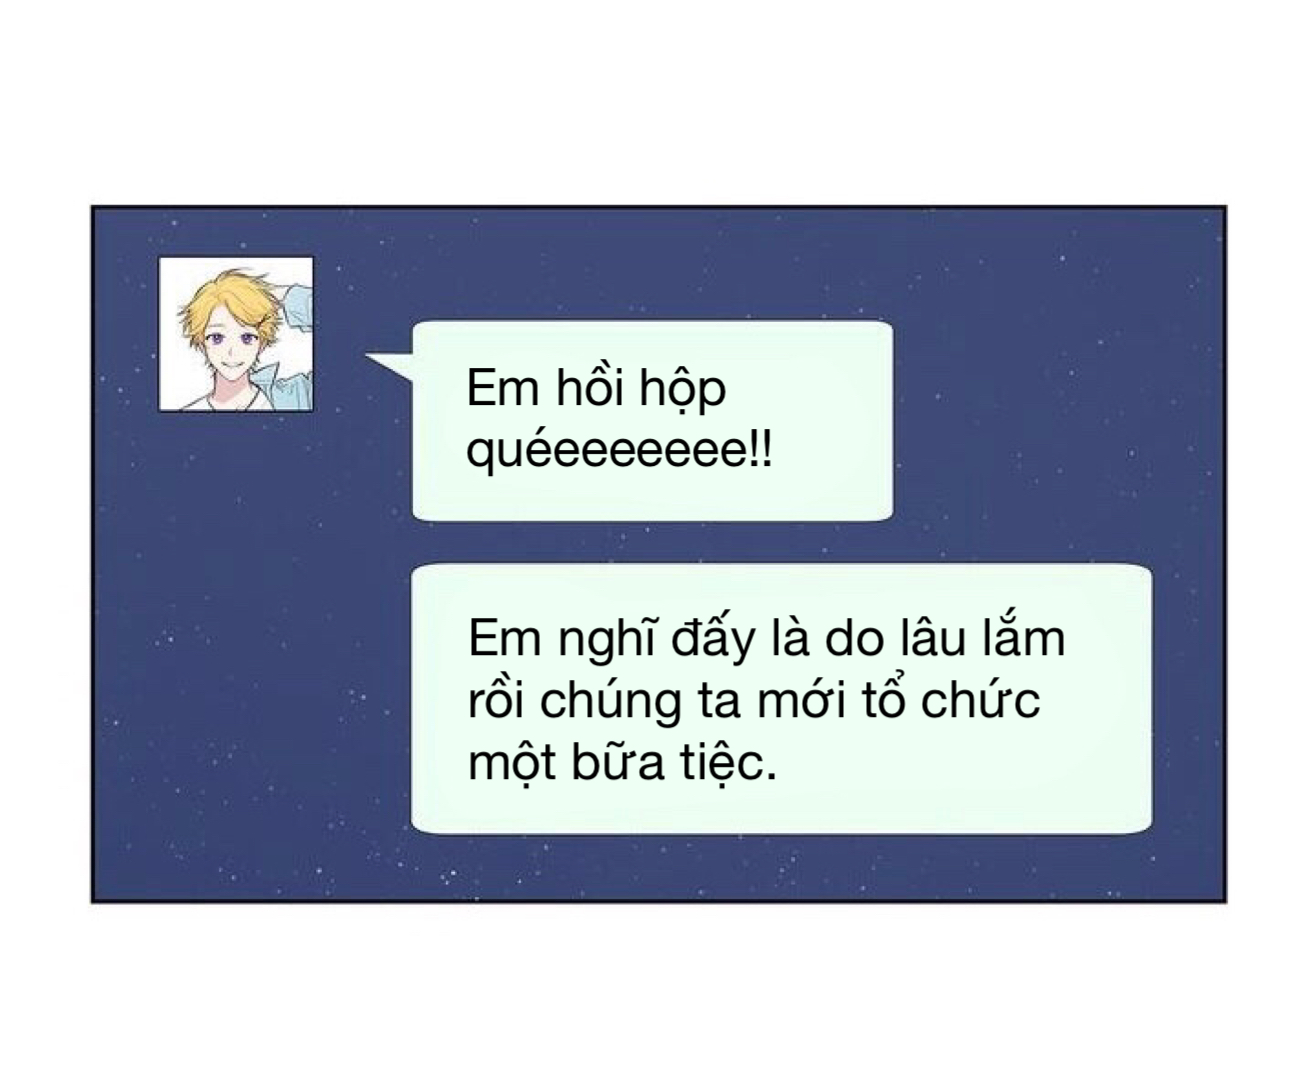 Em hồi hộp
quéeeeeeee!!
Em nghĩ đấy là do lâu lắm
rồi chúng ta mới tổ chức
một bữa tiệc.